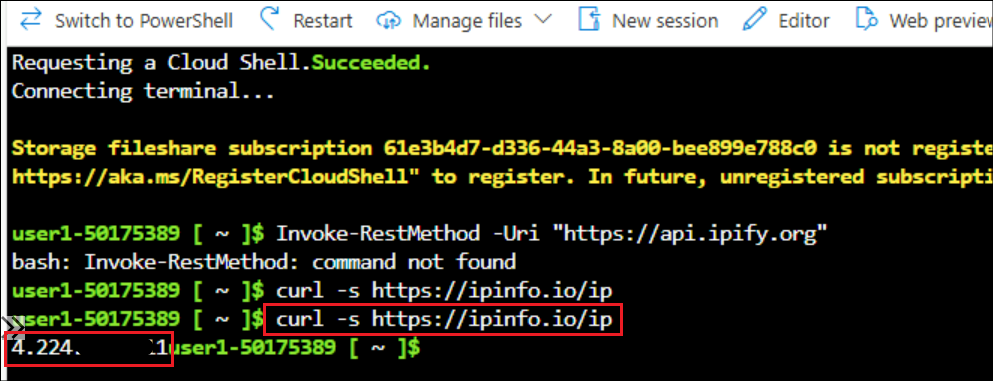 Switch to PowerShell Restart Manage files New session Editor Web preview
Requesting a Cloud Shell.Succeeded.
Connecting terminal...
Storage fileshare subscription 61e3b4d7-d336-44a3-8a00-bee899e788c0 is not registe
https://aka.ms/RegisterCloudShell" to register. In future, unregistered subscripti
user1-50175389 [ ~ ]$ Invoke-RestMethod -Uri "https://api.ipify.org"
bash: Invoke-RestMethod: command not found
user1-50175389 [ ~ ]$ curl -s https://ipinfo.io/ip
user1-50175389 [ ~ ]$ curl -s https://ipinfo.io/ip
4.224. 1user1-50175389 [ ~ ]$